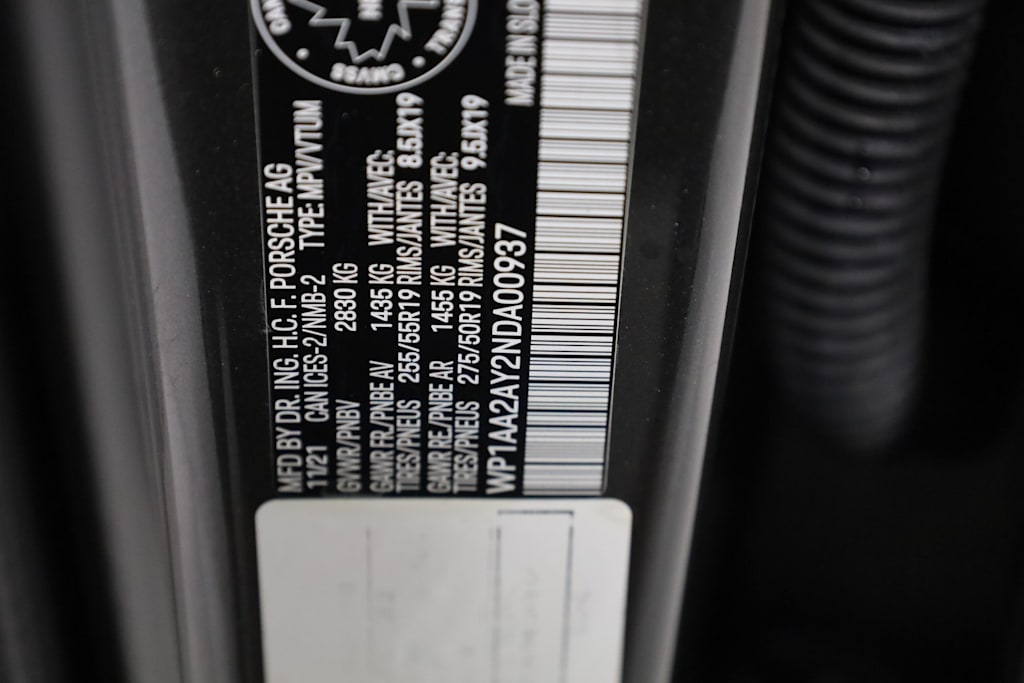 CMVSS
MFD BY DR. ING. H.C. F. PORSCHE AG
11/21 CAN ICES-2/NMB-2 TYPE: MPV/VTUM
GVWR/PNBV 2830 KG
GAWR FR/PNBE AV 1435 KG WITH/AVEC:
TIRES/PNEUS 255/55R19 RIMS/JANTES 8.5JX19
GAWR RE/PNBE AR 1455 KG WITH/AVEC:
TIRES/PNEUS 275/50R19 RIMS/JANTES 9.5JX19
MADE IN SLO
WP1AA2AY2NDA00937